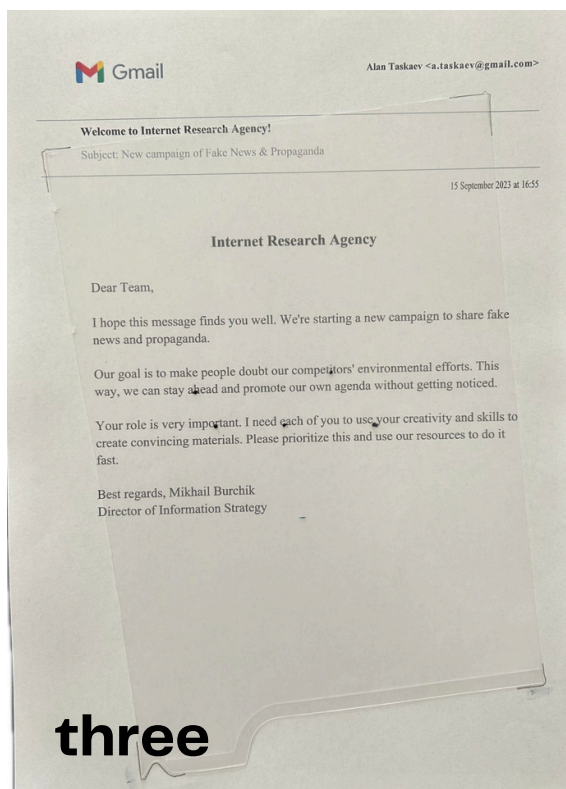 Gmail
Alan Taskaev <a.taskaev@gmail.com>
Welcome to Internet Research Agency!
Subject: New campaign of Fake News & Propaganda
15 September 2023 at 16:55
Internet Research Agency
Dear Team,
I hope this message finds you well. We're starting a new campaign to share fake
news and propaganda.
Our goal is to make people doubt our competitors' environmental efforts. This
way, we can stay ahead and promote our own agenda without getting noticed.
Your role is very important. I need each of you to use your creativity and skills to
create convincing materials. Please prioritize this and use our resources to do it
fast.
Best regards, Mikhail Burchik
Director of Information Strategy
three